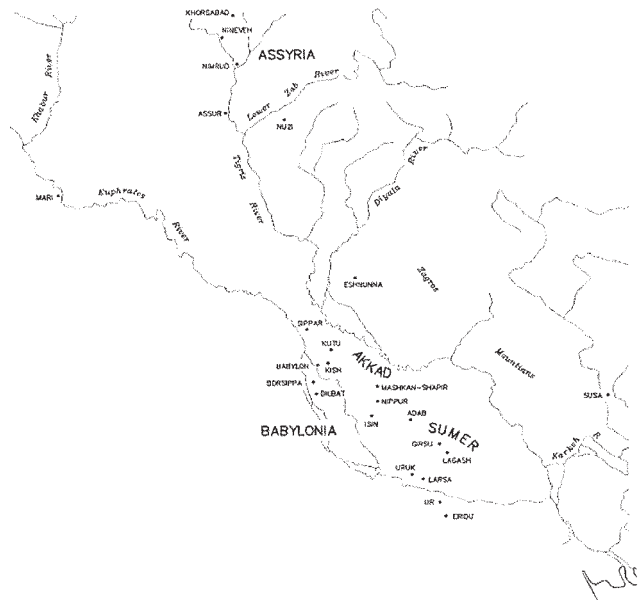 KHORSABAD
NINEVEH
ASSYRIA
NIMRUD
Khabur River
Lower Zab River
ASSUR
NUZI
Tigris River
Diyala River
MARI
Euphrates River
ESHNUNNA
Zagros Mountains
SIPPAR
KUTU
AKKAD
BABYLON
KISH
BORSIPPA
DILBAT
MASHKAN-SHAPIR
NIPPUR
SUSA
ISIN
ADAB
BABYLONIA
SUMER
GIRSU
LAGASH
Karkeh R.
URUK
LARSA
UR
ERIDU